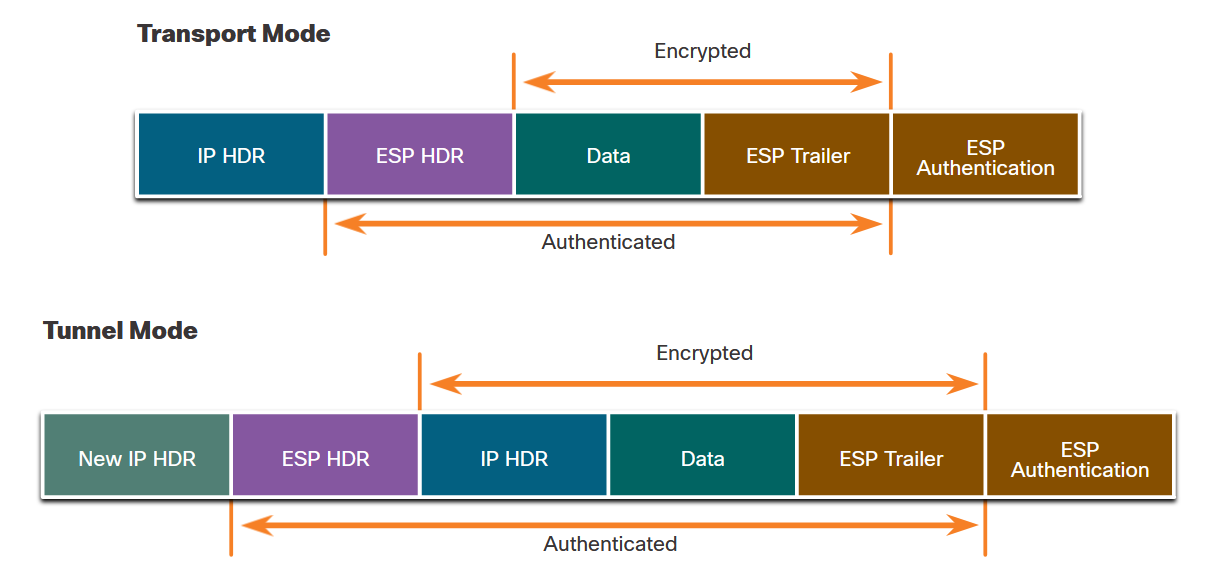 Transport Mode
Encrypted
IP HDR
ESP HDR
Data
ESP Trailer
ESP
Authentication
Authenticated
Tunnel Mode
Encrypted
New IP HDR
ESP HDR
IP HDR
Data
ESP Trailer
ESP
Authentication
Authenticated